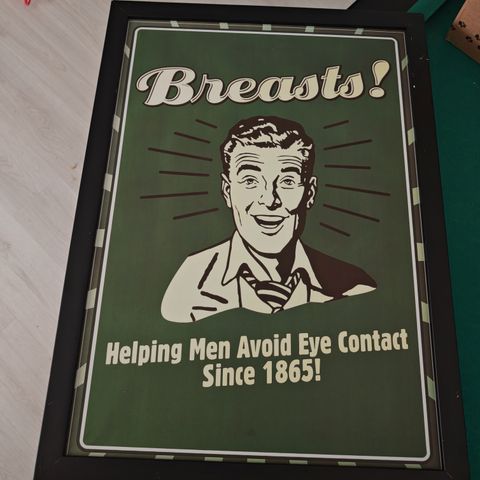 Breasts!
Helping Men Avoid Eye Contact
Since 1865!